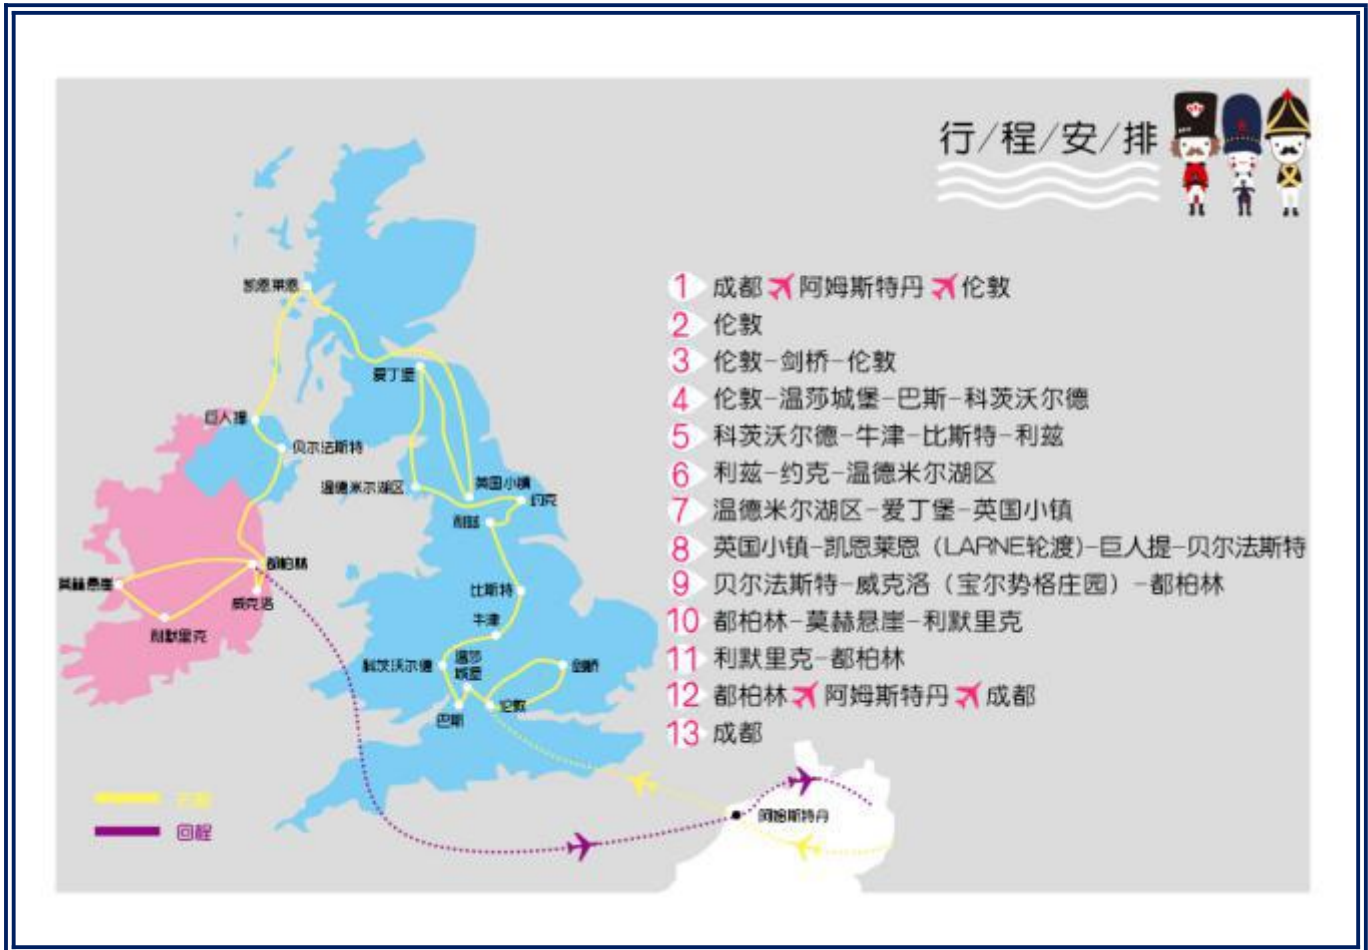 行/程/安/排
1 成都 阿姆斯特丹 伦敦
2 伦敦
3 伦敦-剑桥-伦敦
4 伦敦-温莎城堡-巴斯-科茨沃尔德
5 科茨沃尔德-牛津-比斯特-利兹
6 利兹-约克-温德米尔湖区
7 温德米尔湖区-爱丁堡-英国小镇
8 英国小镇-凯恩莱恩（LARNE轮渡)-巨人提-贝尔法斯特
9 贝尔法斯特-威克洛（宝尔势格庄园）-都柏林
10 都柏林-莫赫悬崖-利默里克
11 利默里克-都柏林
12 都柏林 阿姆斯特丹 成都
13 成都
凯恩莱恩
爱丁堡
巨人提
贝尔法斯特
温德米尔湖区
英国小镇
约克
利兹
都柏林
莫赫悬崖
威克洛
利默里克
比斯特
牛津
科茨沃尔德
温莎
城堡
剑桥
巴斯
伦敦
阿姆斯特丹
回程